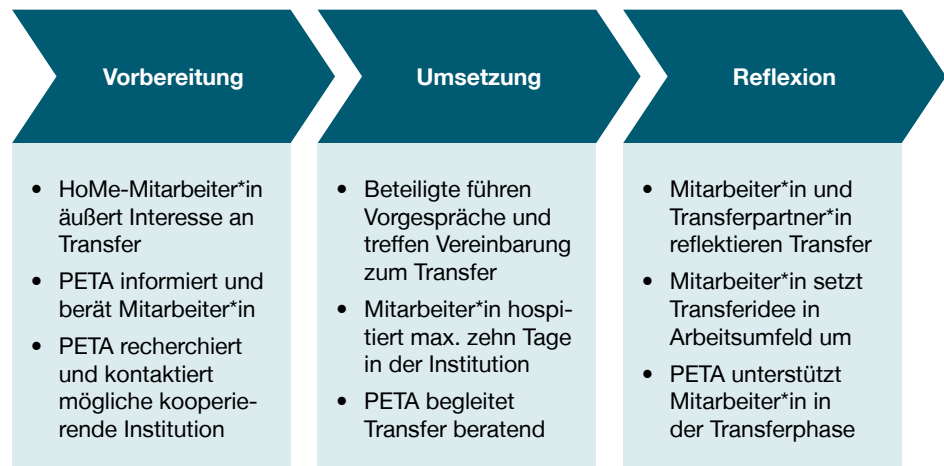 Vorbereitung
• HoMe-Mitarbeiter*in
äußert Interesse an
Transfer
• PETA informiert und
berät Mitarbeiter*in
• PETA recherchiert
und kontaktiert
mögliche kooperie-
rende Institution
Umsetzung
• Beteiligte führen
Vorgespräche und
treffen Vereinbarung
zum Transfer
• Mitarbeiter*in hospi-
tiert max. zehn Tage
in der Institution
• PETA begleitet
Transfer beratend
Reflexion
• Mitarbeiter*in und
Transferpartner*in
reflektieren Transfer
• Mitarbeiter*in setzt
Transferidee in
Arbeitsumfeld um
• PETA unterstützt
Mitarbeiter*in in
der Transferphase